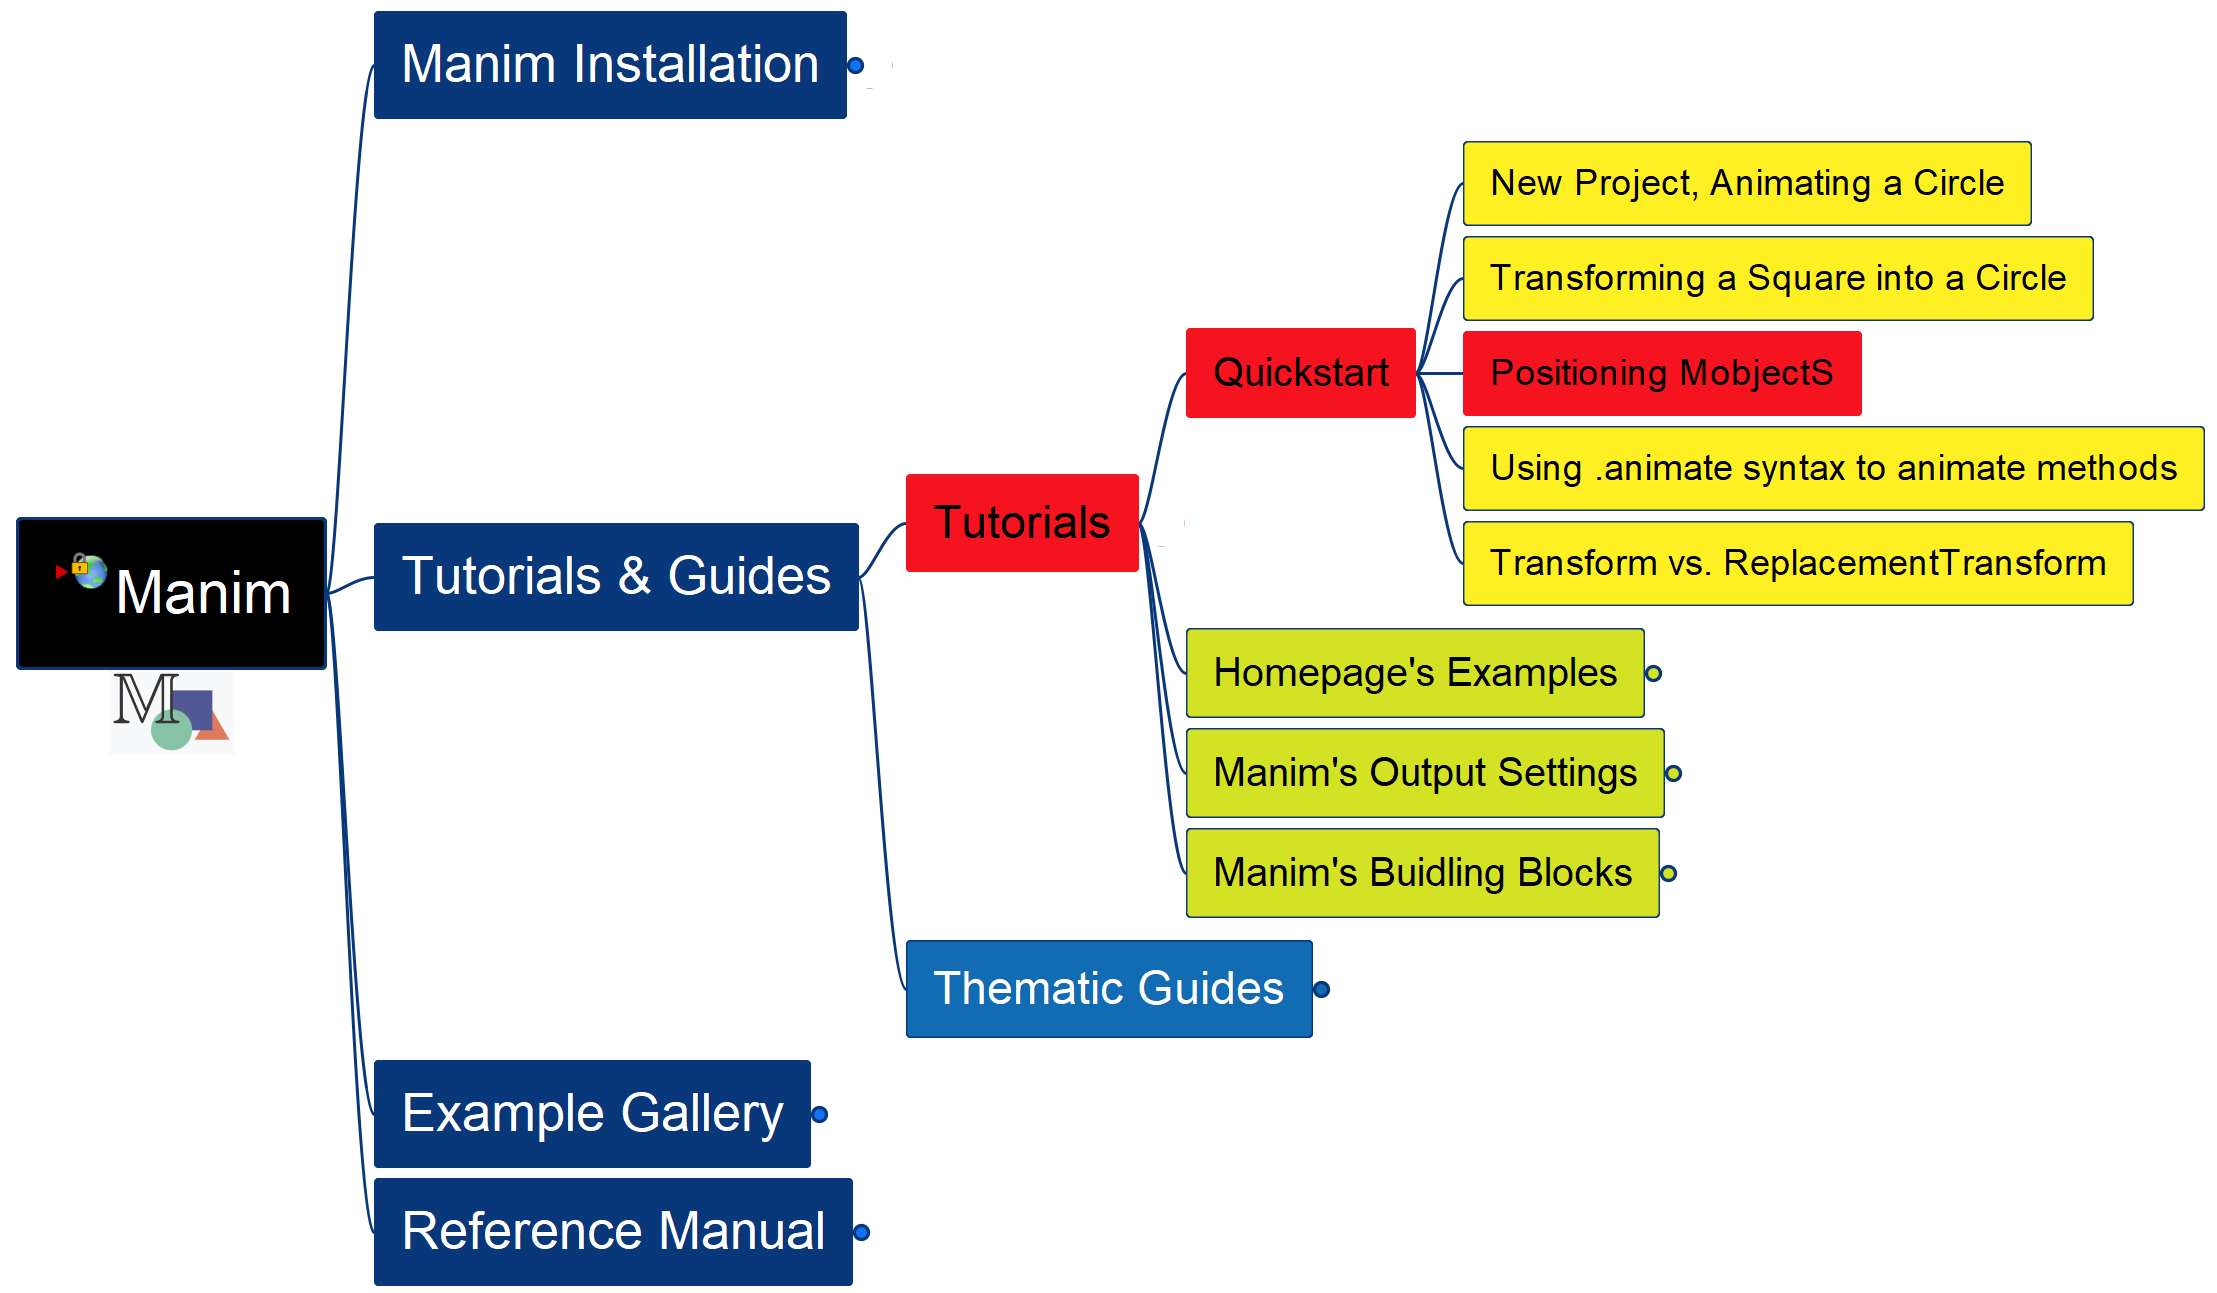 Manim Installation
New Project, Animating a Circle
Transforming a Square into a Circle
Quickstart
Positioning MobjectS
Using .animate syntax to animate methods
Tutorials
Transform vs. ReplacementTransform
Manim
Tutorials & Guides
M
Homepage's Examples
Manim's Output Settings
Manim's Buidling Blocks
Thematic Guides
Example Gallery
Reference Manual